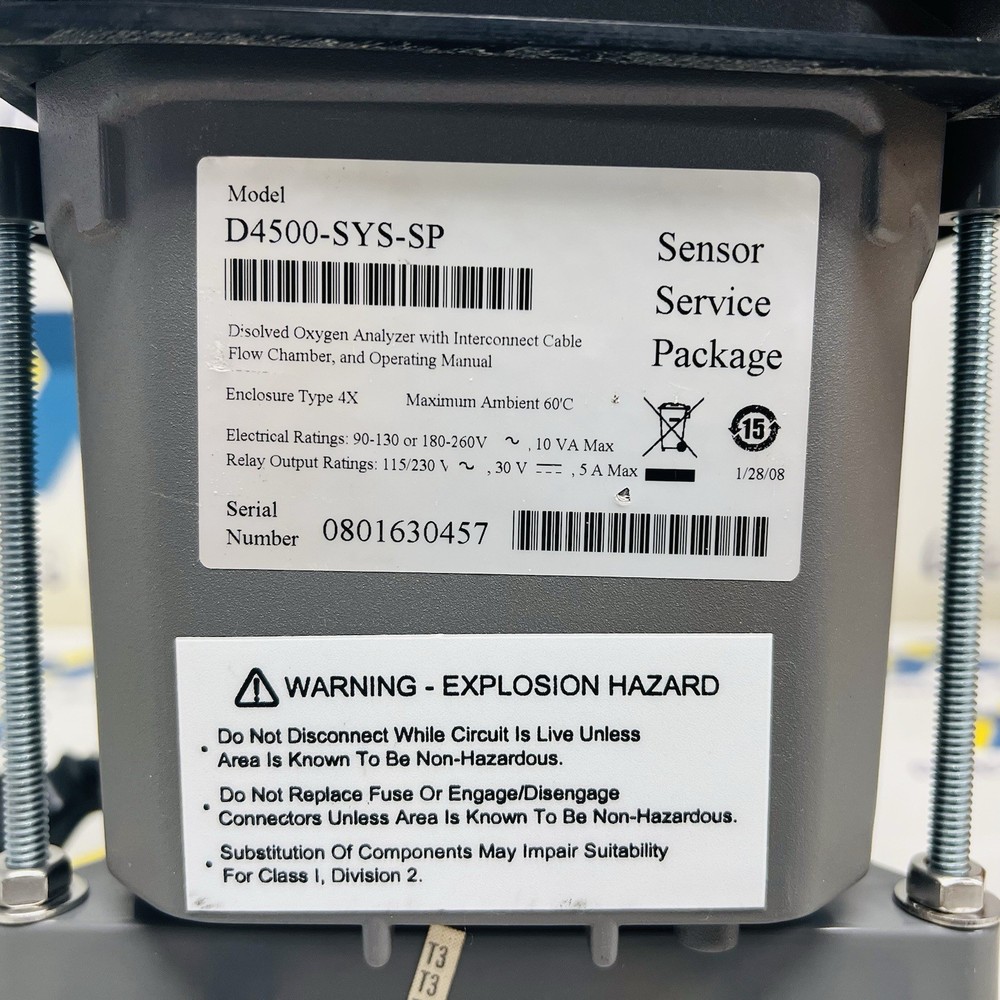 Model
D4500-SYS-SP
Sensor
Service
Package
Disolved Oxygen Analyzer with Interconnect Cable
Flow Chamber, and Operating Manual
Enclosure Type 4X Maximum Ambient 60'C
Electrical Ratings: 90-130 or 180-260V ~ , 10 VA Max
Relay Output Ratings: 115/230 V ~ , 30 V ⎓ , 5 A Max
15
1/28/08
Serial
Number 0801630457
WARNING - EXPLOSION HAZARD
. Do Not Disconnect While Circuit Is Live Unless
Area Is Known To Be Non-Hazardous.
. Do Not Replace Fuse Or Engage/Disengage
Connectors Unless Area Is Known To Be Non-Hazardous.
. Substitution Of Components May Impair Suitability
For Class I, Division 2.
T3
T3